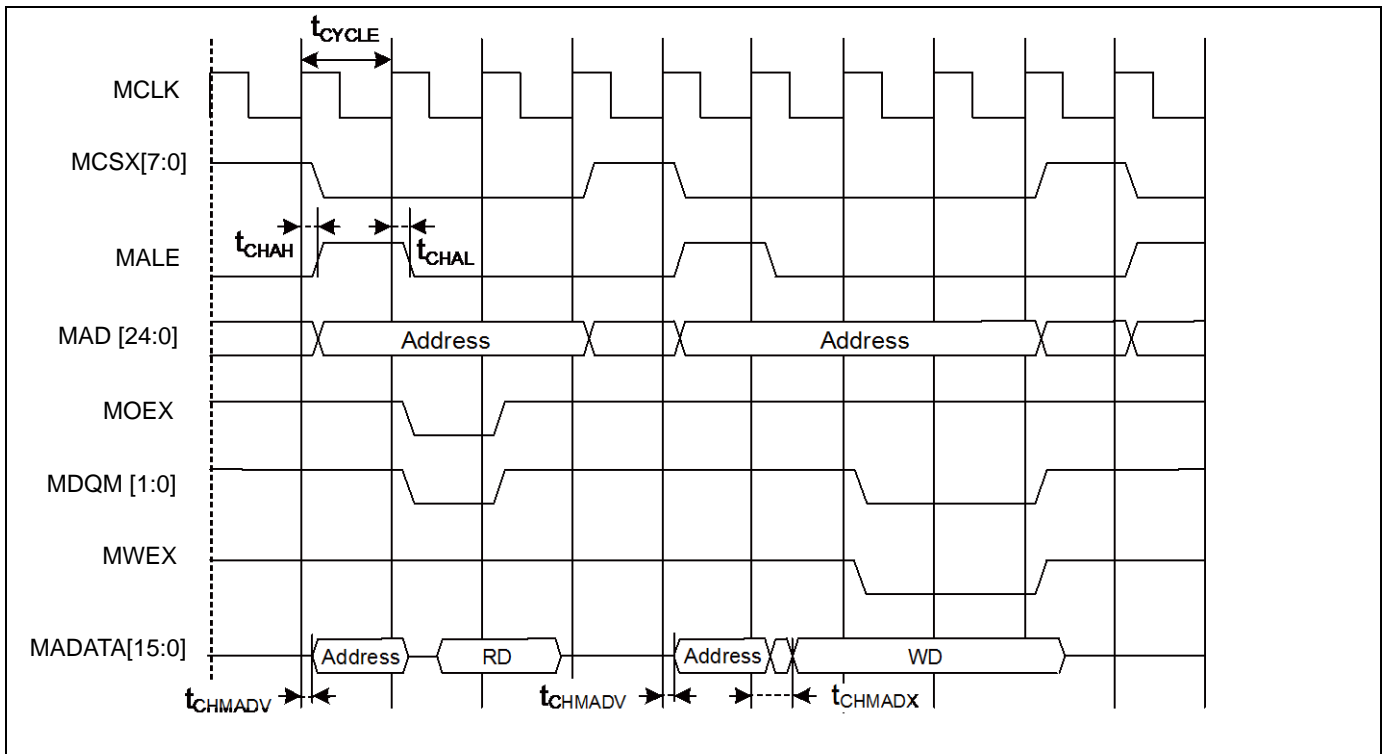 tCYCLE
MCLK
MCSX[7:0]
tCHAH
tCHAL
MALE
MAD [24:0]
Address
Address
MOEX
MDQM [1:0]
MWEX
MADATA[15:0]
Address
RD
Address
WD
tCHMADV
tCHMADV
tCHMADX